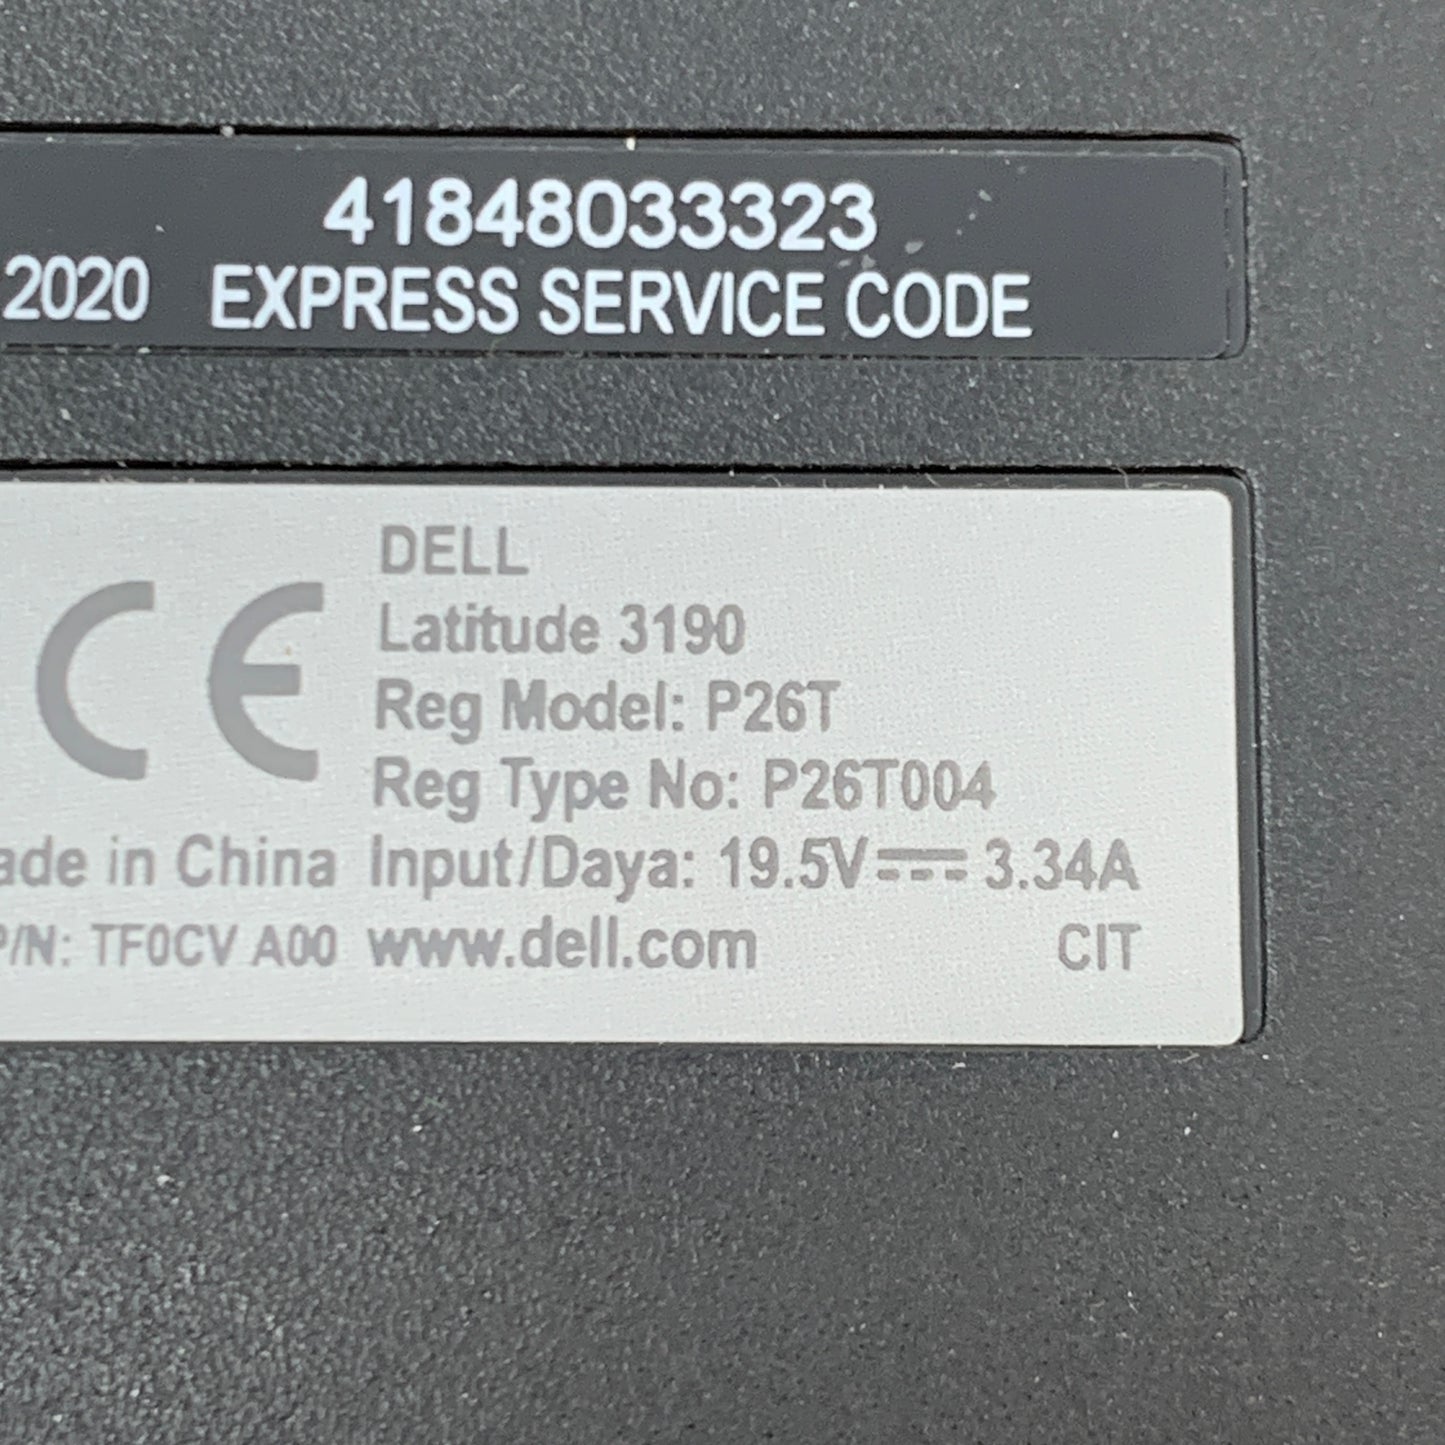 41848033323
2020 EXPRESS SERVICE CODE
CE
DELL
Latitude 3190
Reg Model: P26T
Reg Type No: P26T004
ade in China Input/Daya: 19.5V⎓3.34A
P/N: TF0CV A00 www.dell.com CIT